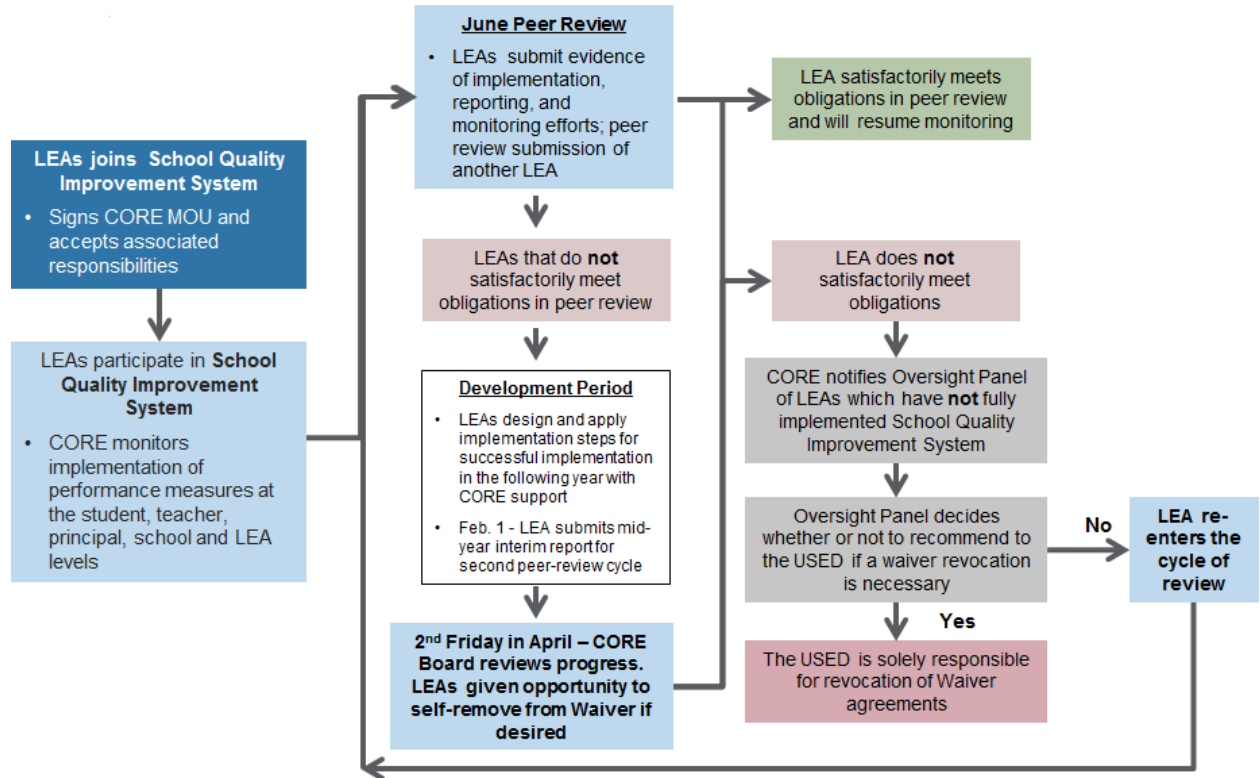 LEAs joins School Quality
Improvement System
• Signs CORE MOU and
accepts associated
responsibilities
LEAs participate in School
Quality Improvement
System
• CORE monitors
implementation of
performance measures at
the student, teacher,
principal, school and LEA
levels
June Peer Review
• LEAs submit evidence
of implementation,
reporting, and
monitoring efforts; peer
review submission of
another LEA
LEAs that do not
satisfactorily meet
obligations in peer review
Development Period
• LEAs design and apply
implementation steps for
successful implementation
in the following year with
CORE support
• Feb. 1 - LEA submits mid-
year interim report for
second peer-review cycle
2nd Friday in April – CORE
Board reviews progress.
LEAs given opportunity to
self-remove from Waiver if
desired
LEA satisfactorily meets
obligations in peer review
and will resume monitoring
LEA does not
satisfactorily meet
obligations
CORE notifies Oversight Panel
of LEAs which have not fully
implemented School Quality
Improvement System
Oversight Panel decides
whether or not to recommend to
the USED if a waiver revocation
is necessary
No
LEA re-
enters the
cycle of
review
Yes
The USED is solely responsible
for revocation of Waiver
agreements